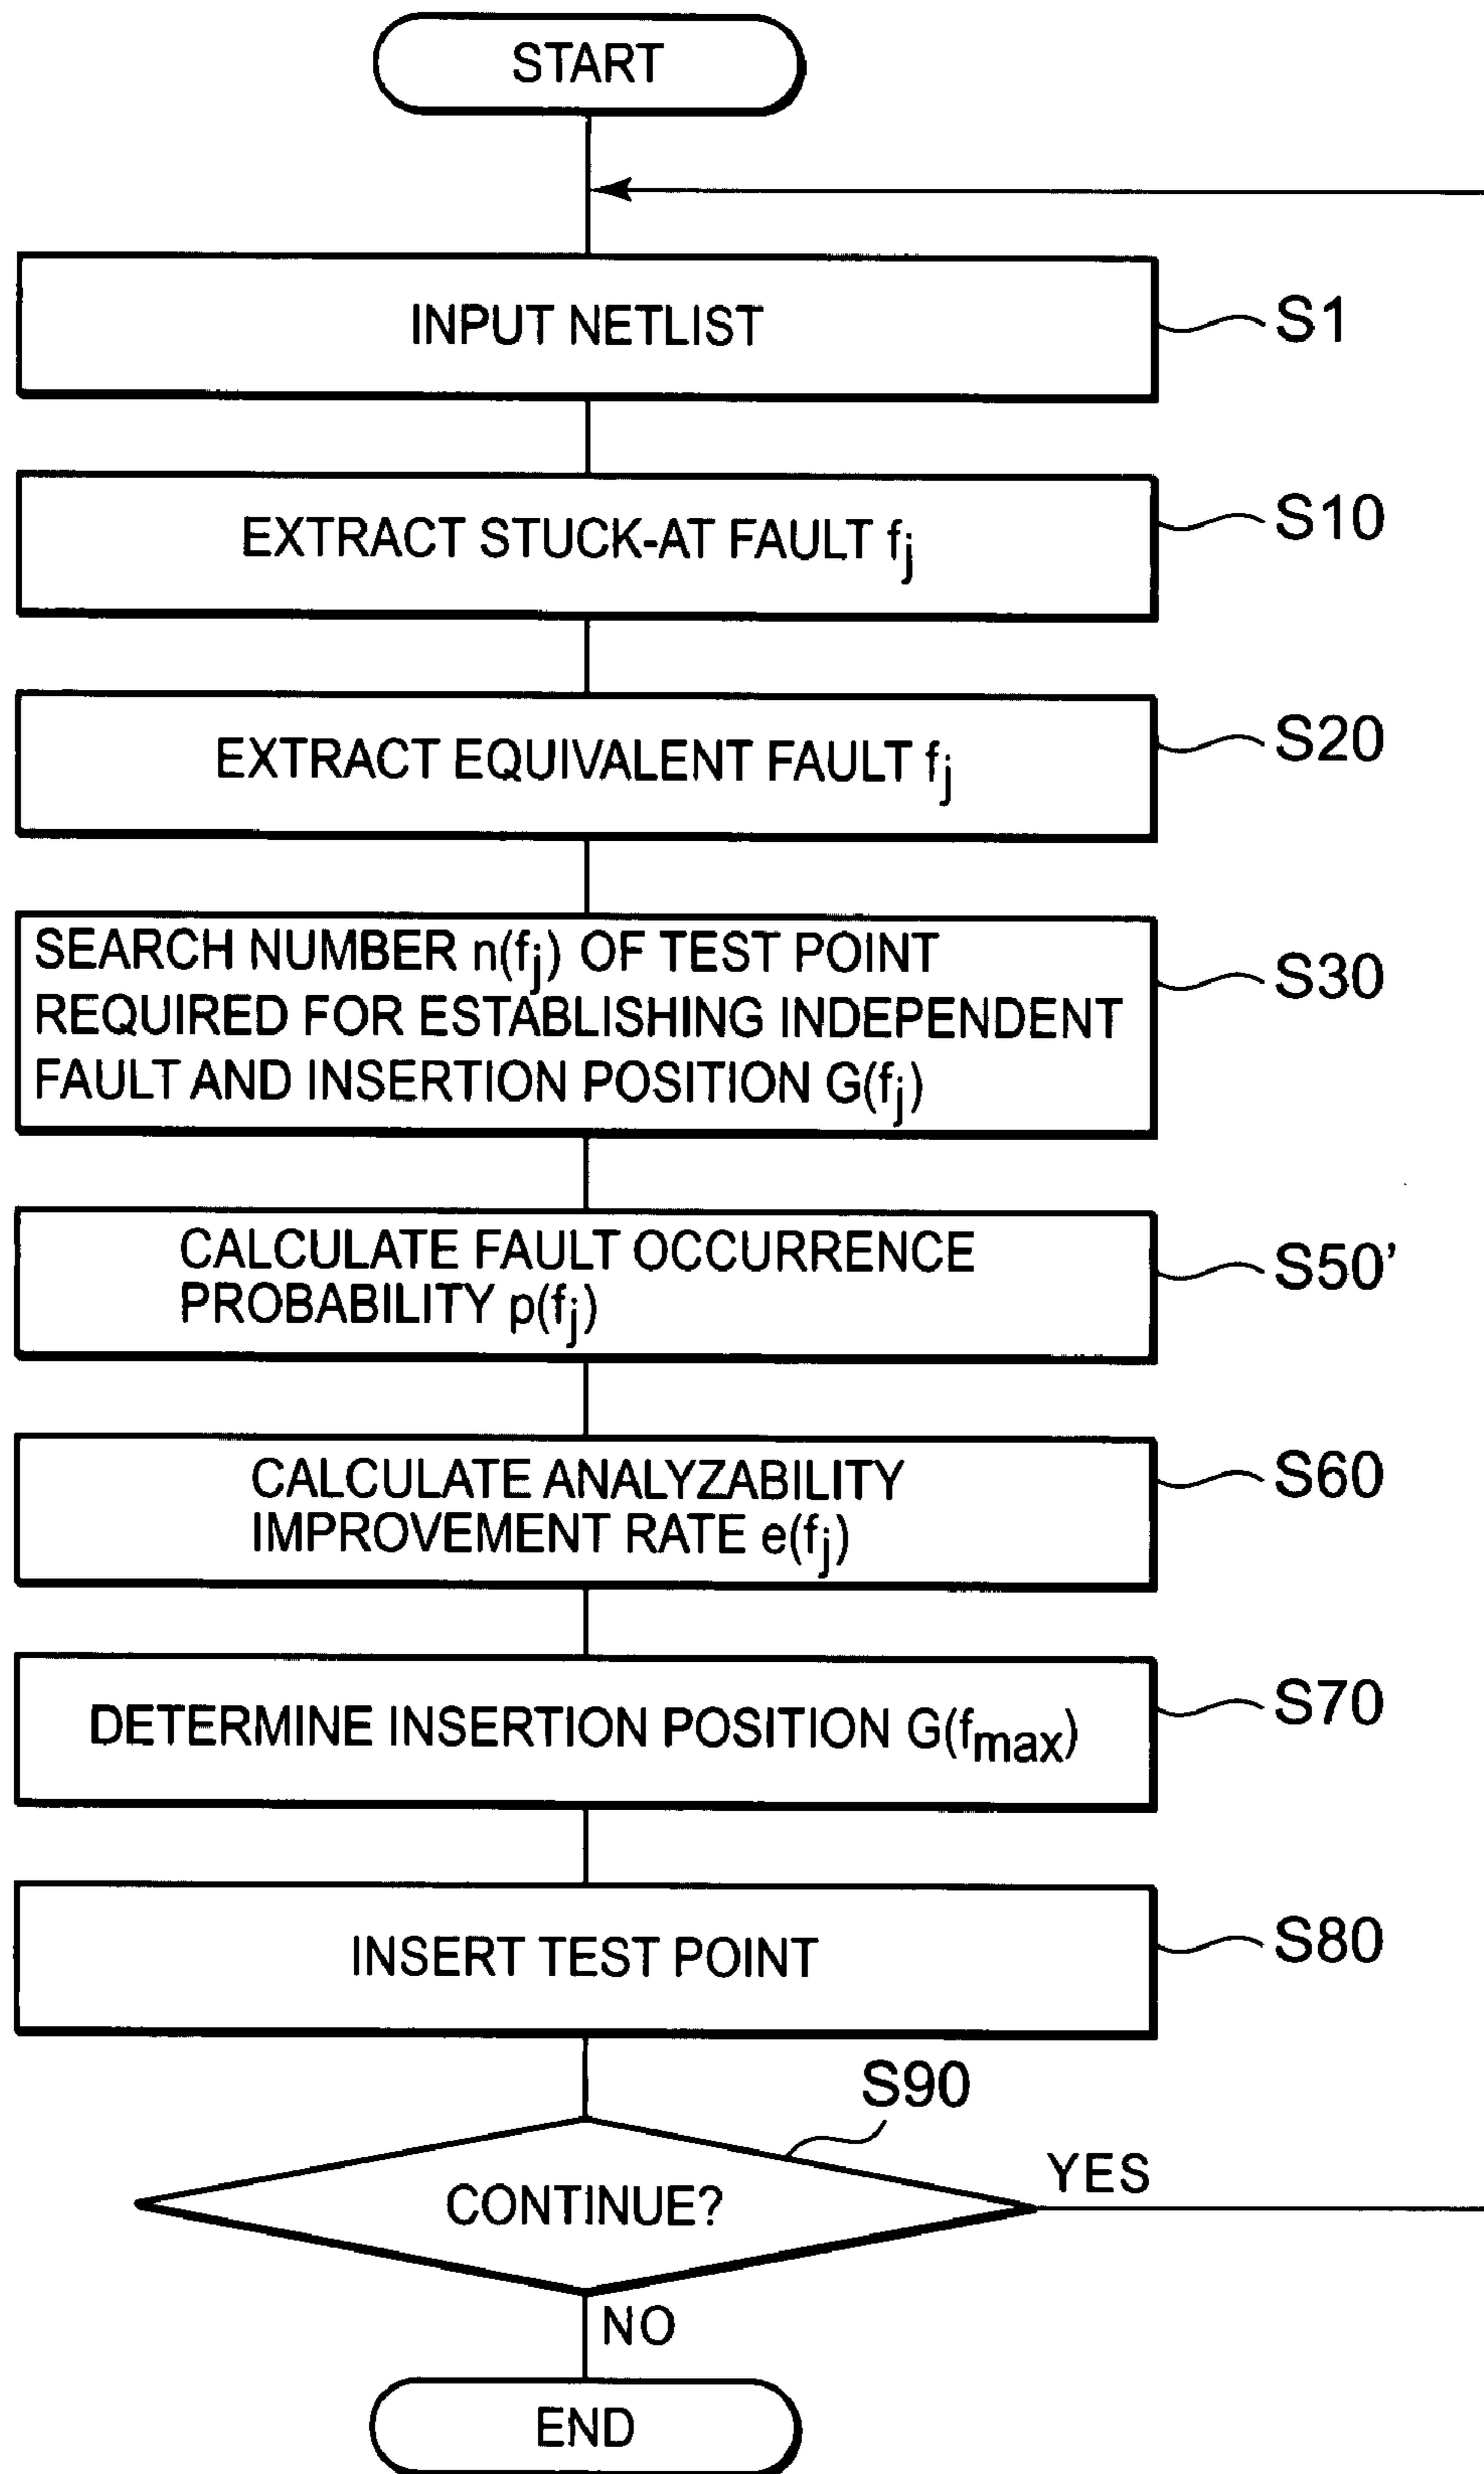 START
INPUT NETLIST
S1
EXTRACT STUCK-AT FAULT fj
S10
EXTRACT EQUIVALENT FAULT fj
S20
SEARCH NUMBER n(fj) OF TEST POINT
REQUIRED FOR ESTABLISHING INDEPENDENT
FAULT AND INSERTION POSITION G(fj)
S30
CALCULATE FAULT OCCURRENCE
PROBABILITY p(fj)
S50'
CALCULATE ANALYZABILITY
IMPROVEMENT RATE e(fj)
S60
DETERMINE INSERTION POSITION G(fmax)
S70
INSERT TEST POINT
S80
S90
CONTINUE?
YES
NO
END